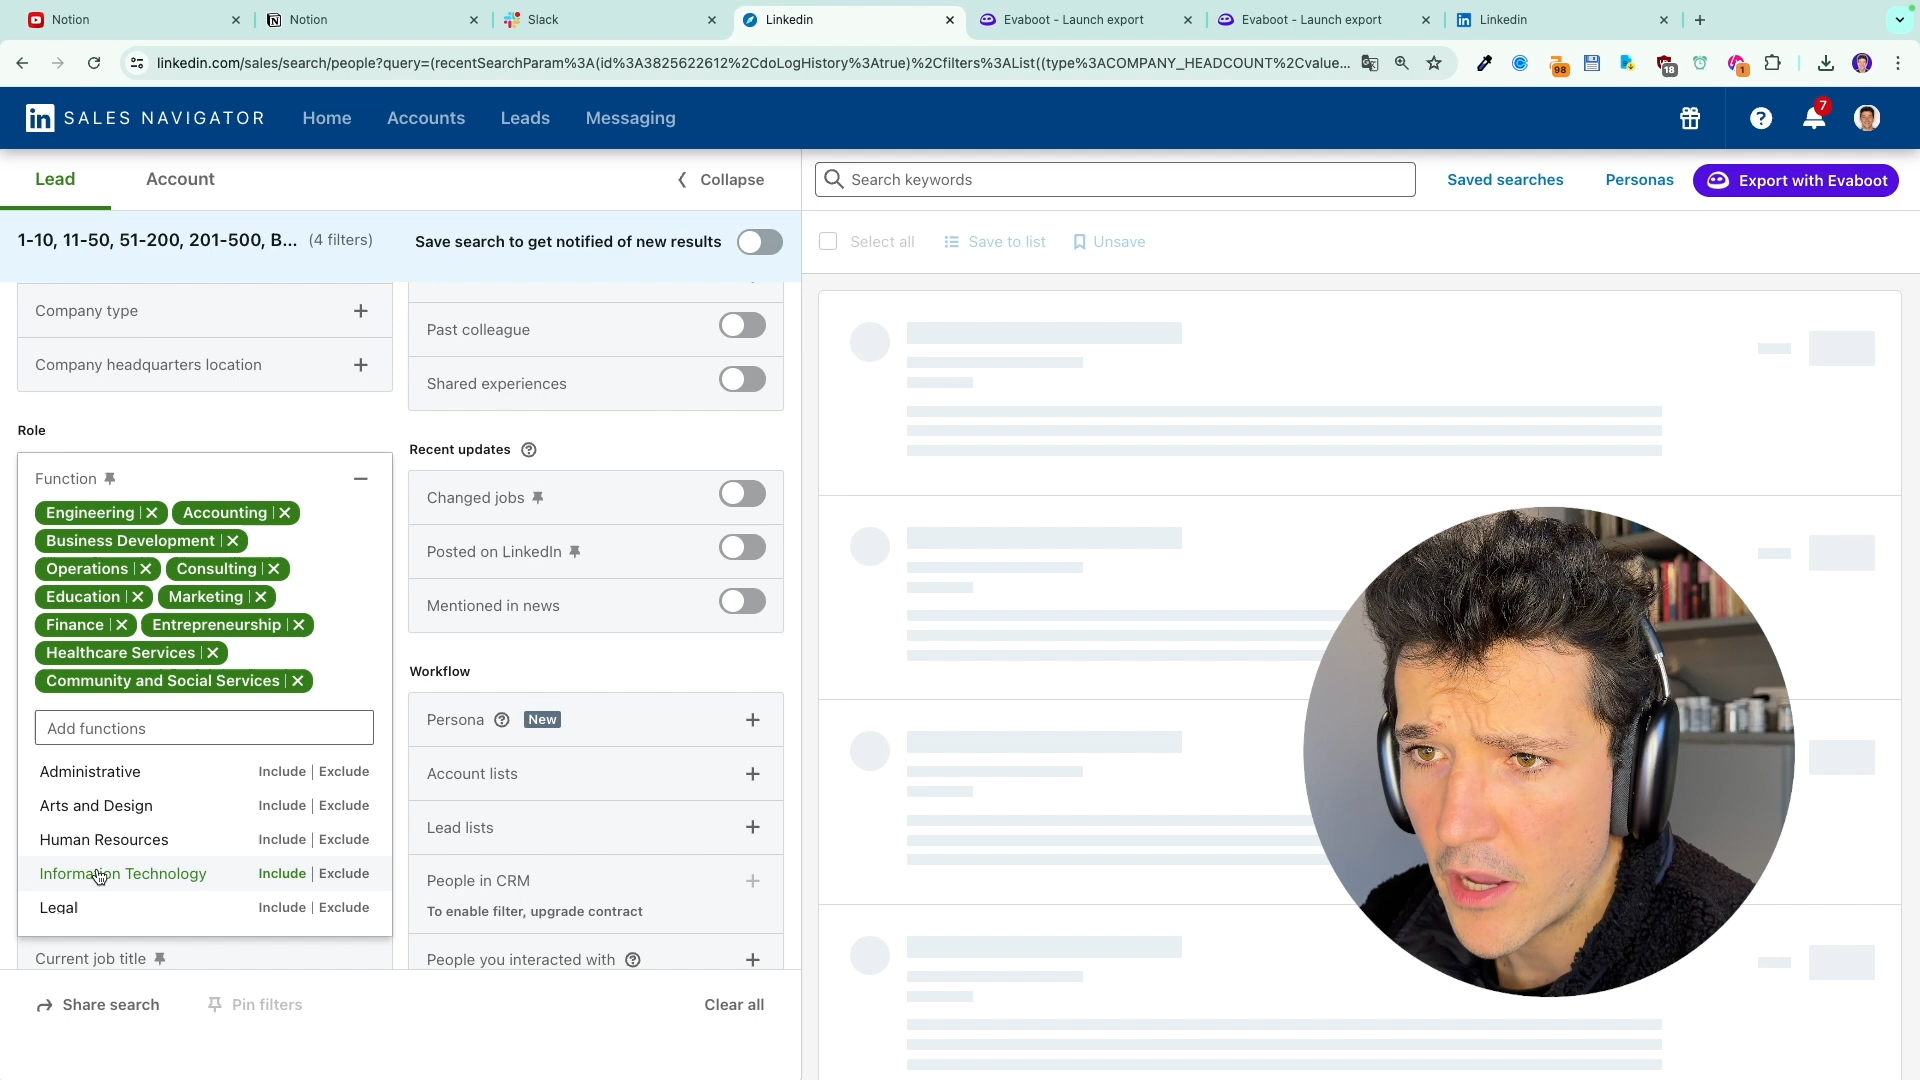 Notion
Notion
Slack
Linkedin
Evaboot - Launch export
Evaboot - Launch export
Linkedin
linkedin.com/sales/search/people?query=(recentSearchParam%3A(id%3A3825622612%2CdoLogHistory%3Atrue)%2Cfilters%3AList((type%3ACOMPANY_HEADCOUNT%2Cvalue...
98
18
1
in SALES NAVIGATOR
Home
Accounts
Leads
Messaging
7
Lead
Account
Collapse
Search keywords
Saved searches
Personas
Export with Evaboot
1-10, 11-50, 51-200, 201-500, B... (4 filters)
Save search to get notified of new results
Select all
Save to list
Unsave
Company type
Company headquarters location
Role
Function
Engineering
Accounting
Business Development
Operations
Consulting
Education
Marketing
Finance
Entrepreneurship
Healthcare Services
Community and Social Services
Add functions
Administrative Include | Exclude
Arts and Design Include | Exclude
Human Resources Include | Exclude
Information Technology Include | Exclude
Legal Include | Exclude
Current job title
Past colleague
Shared experiences
Recent updates
Changed jobs
Posted on LinkedIn
Mentioned in news
Workflow
Persona New
Account lists
Lead lists
People in CRM
To enable filter, upgrade contract
People you interacted with
Share search
Pin filters
Clear all